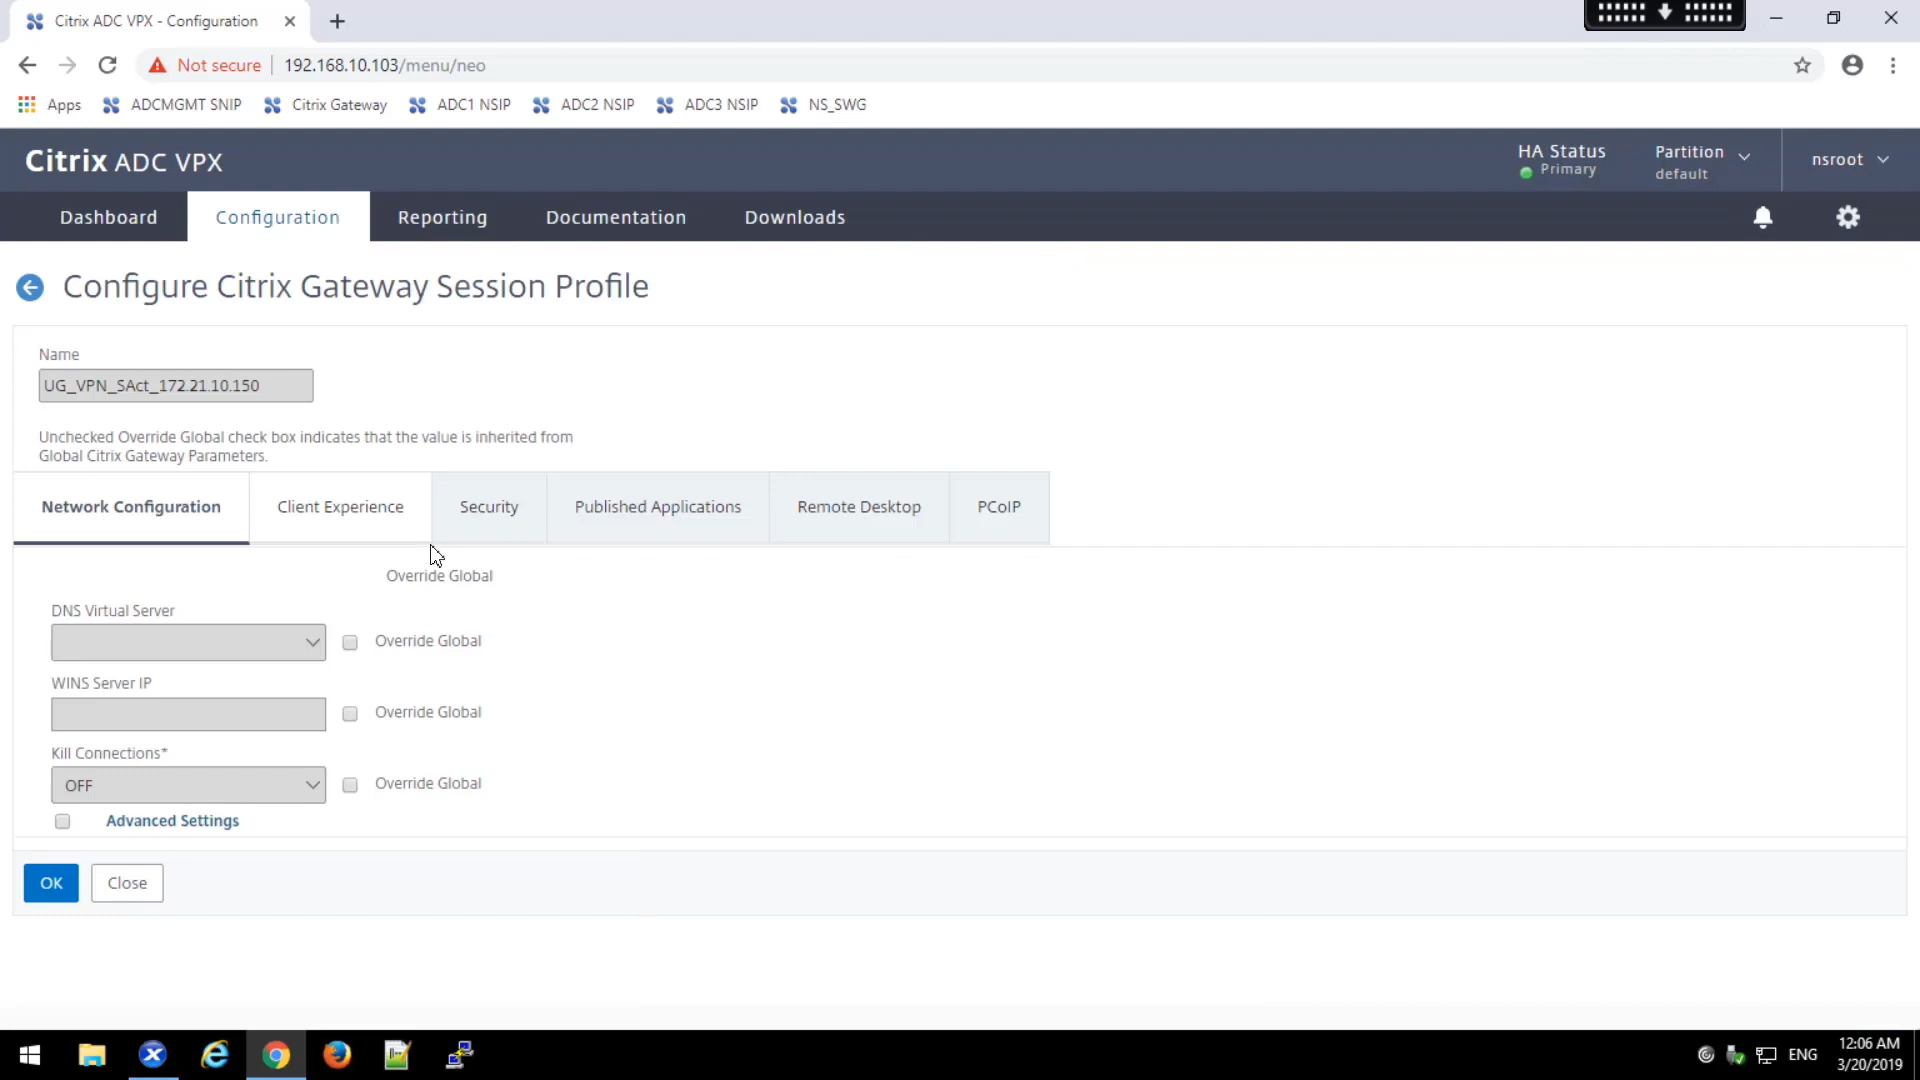 Citrix ADC VPX - Configuration
Not secure
192.168.10.103/menu/neo
Apps
ADCMGMT SNIP
Citrix Gateway
ADC1 NSIP
ADC2 NSIP
ADC3 NSIP
NS_SWG
Citrix ADC VPX
HA Status
Primary
Partition
default
nsroot
Dashboard
Configuration
Reporting
Documentation
Downloads
Configure Citrix Gateway Session Profile
Name
UG_VPN_SAct_172.21.10.150
Unchecked Override Global check box indicates that the value is inherited from
Global Citrix Gateway Parameters.
Network Configuration
Client Experience
Security
Published Applications
Remote Desktop
PCoIP
Override Global
DNS Virtual Server
Override Global
WINS Server IP
Override Global
Kill Connections*
OFF
Override Global
Advanced Settings
OK
Close
ENG
12:06 AM
3/20/2019